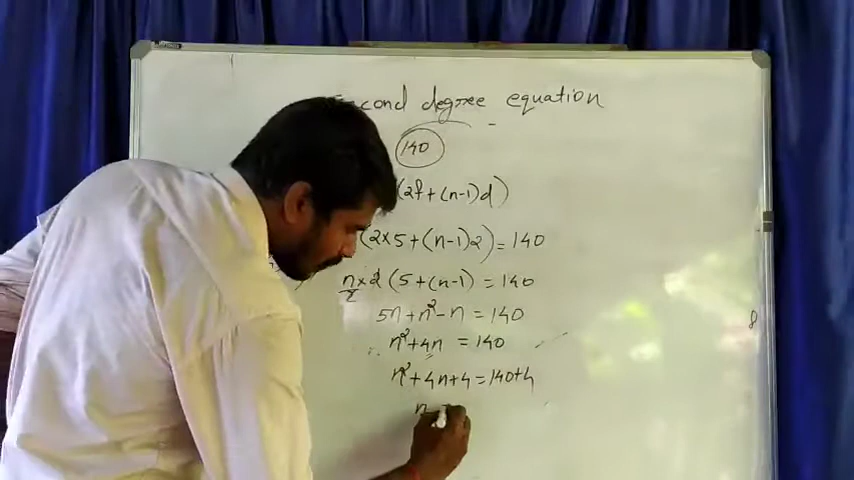 second degree equation
140
(2f+(n-1)d)
(2×5+(n-1)2)=140
n/2×2(5+(n-1)=140
5n+n²-n=140
n²+4n =140
n²+4n+4=140+4
n